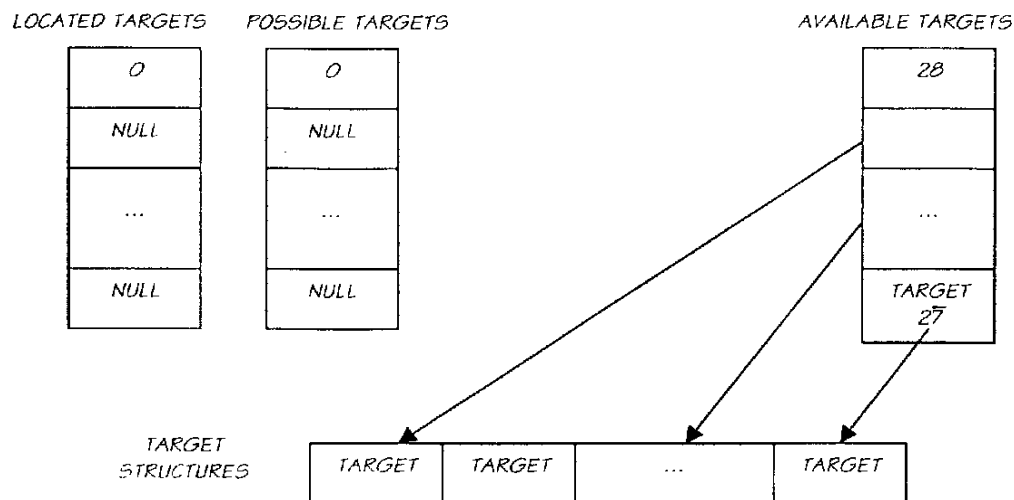 LOCATED TARGETS
POSSIBLE TARGETS
AVAILABLE TARGETS
0
0
28
NULL
NULL
...
...
...
NULL
NULL
TARGET
27
TARGET
STRUCTURES
TARGET
TARGET
...
TARGET